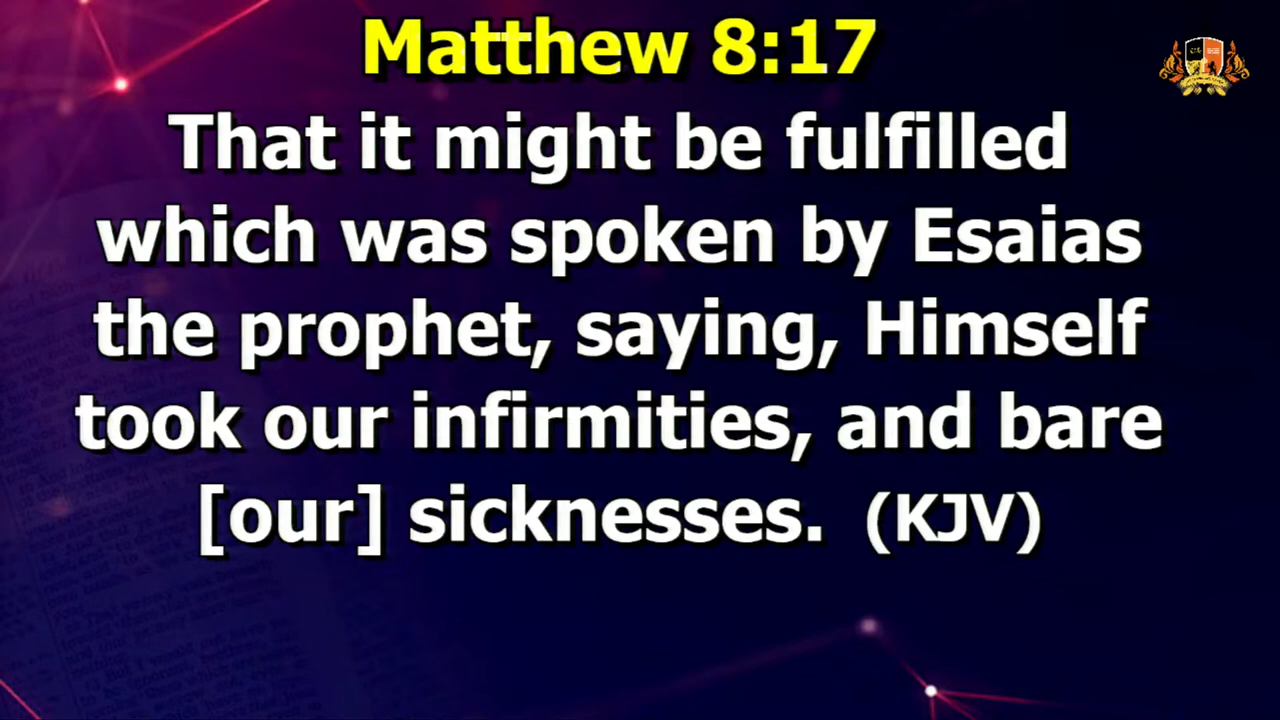 Matthew 8:17
That it might be fulfilled
which was spoken by Esaias
the prophet, saying, Himself
took our infirmities, and bare
[our] sicknesses. (KJV)